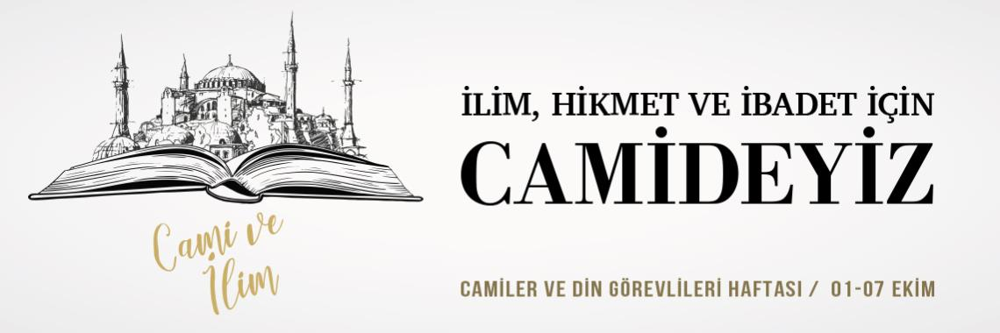 Cami ve
İlim
İLİM, HİKMET VE İBADET İÇİN
CAMİDEYİZ
CAMİLER VE DİN GÖREVLİLERİ HAFTASI / 01-07 EKİM